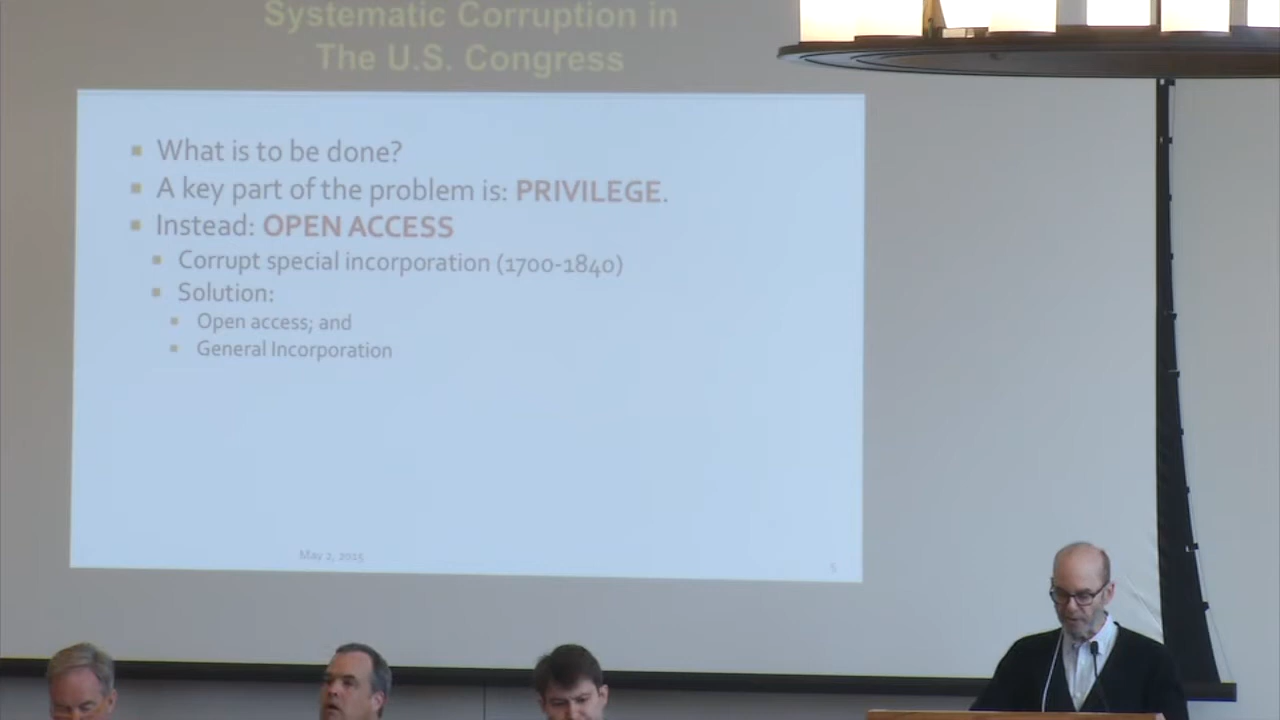 Systematic Corruption in
The U.S. Congress
What is to be done?
A key part of the problem is: PRIVILEGE.
Instead: OPEN ACCESS
Corrupt special incorporation (1700-1840)
Solution:
Open access; and
General Incorporation
May 2, 2015
5